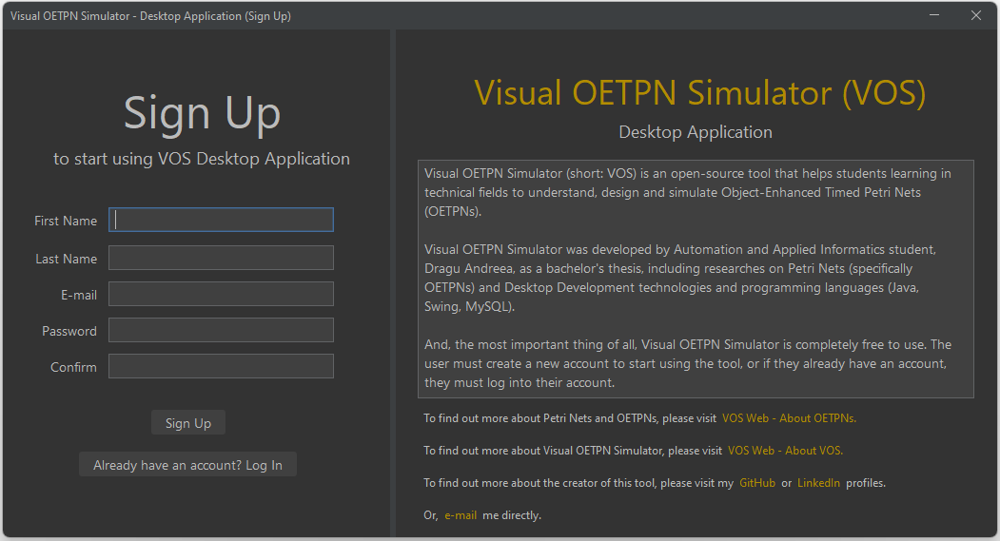 Visual OETPN Simulator - Desktop Application (Sign Up)
Sign Up
to start using VOS Desktop Application
First Name
Last Name
E-mail
Password
Confirm
Sign Up
Already have an account? Log In
Visual OETPN Simulator (VOS)
Desktop Application
Visual OETPN Simulator (short: VOS) is an open-source tool that helps students learning in
technical fields to understand, design and simulate Object-Enhanced Timed Petri Nets
(OETPNs).
Visual OETPN Simulator was developed by Automation and Applied Informatics student,
Dragu Andreea, as a bachelor's thesis, including researches on Petri Nets (specifically
OETPNs) and Desktop Development technologies and programming languages (Java,
Swing, MySQL).
And, the most important thing of all, Visual OETPN Simulator is completely free to use. The
user must create a new account to start using the tool, or if they already have an account,
they must log into their account.
To find out more about Petri Nets and OETPNs, please visit VOS Web - About OETPNs.
To find out more about Visual OETPN Simulator, please visit VOS Web - About VOS.
To find out more about the creator of this tool, please visit my GitHub or LinkedIn profiles.
Or, e-mail me directly.